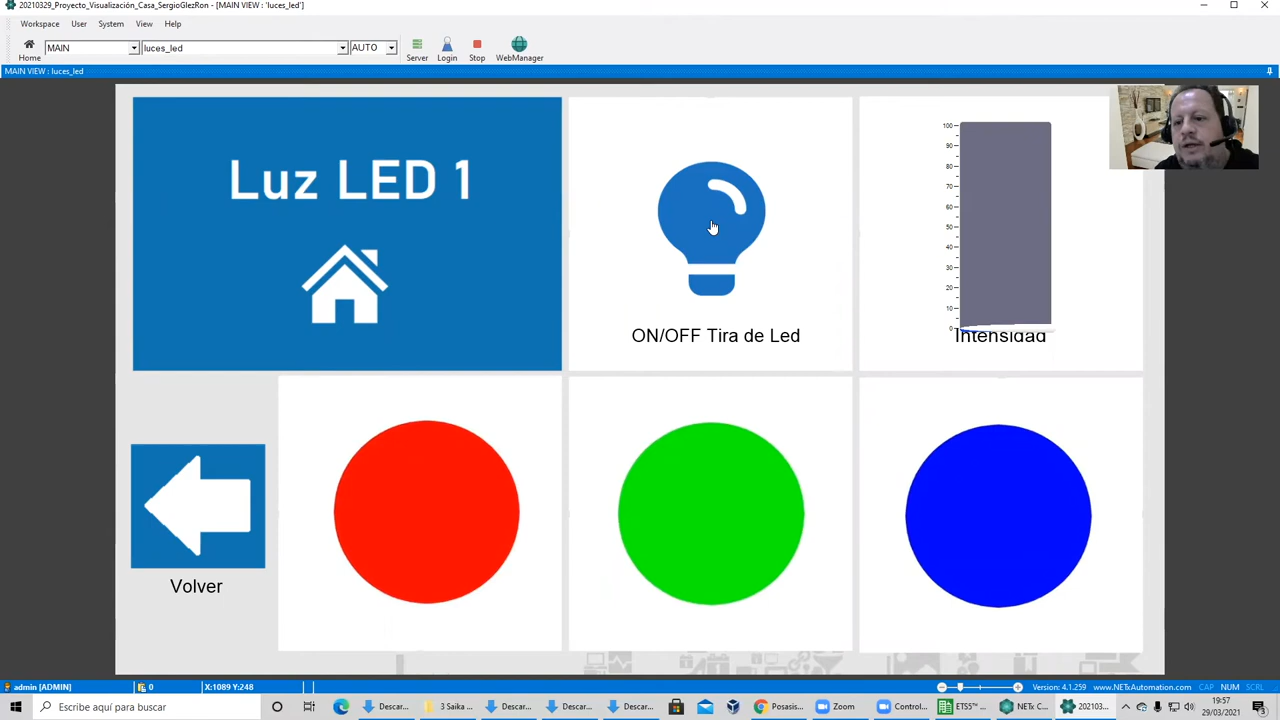 20210329_Proyecto_Visualización_Casa_SergioGlezRon - [MAIN VIEW : 'luces_led']
Workspace User System View Help
Home MAIN luces_led AUTO Server Login Stop WebManager
MAIN VIEW : luces_led
Luz LED 1
ON/OFF Tira de Led
100
90
80
70
60
50
40
30
20
10
0
Intensidad
Volver
admin [ADMIN] 0 X:1089 Y:248 Version: 4.1.259 www.NETxAutomation.com CAP NUM SCRL
Escribe aquí para buscar Descar... 3 Saika ... Descar... Descar... Descar... Posasis... Zoom Control... ETS5™ ... NETx C... 202103... 19:57
29/03/2021